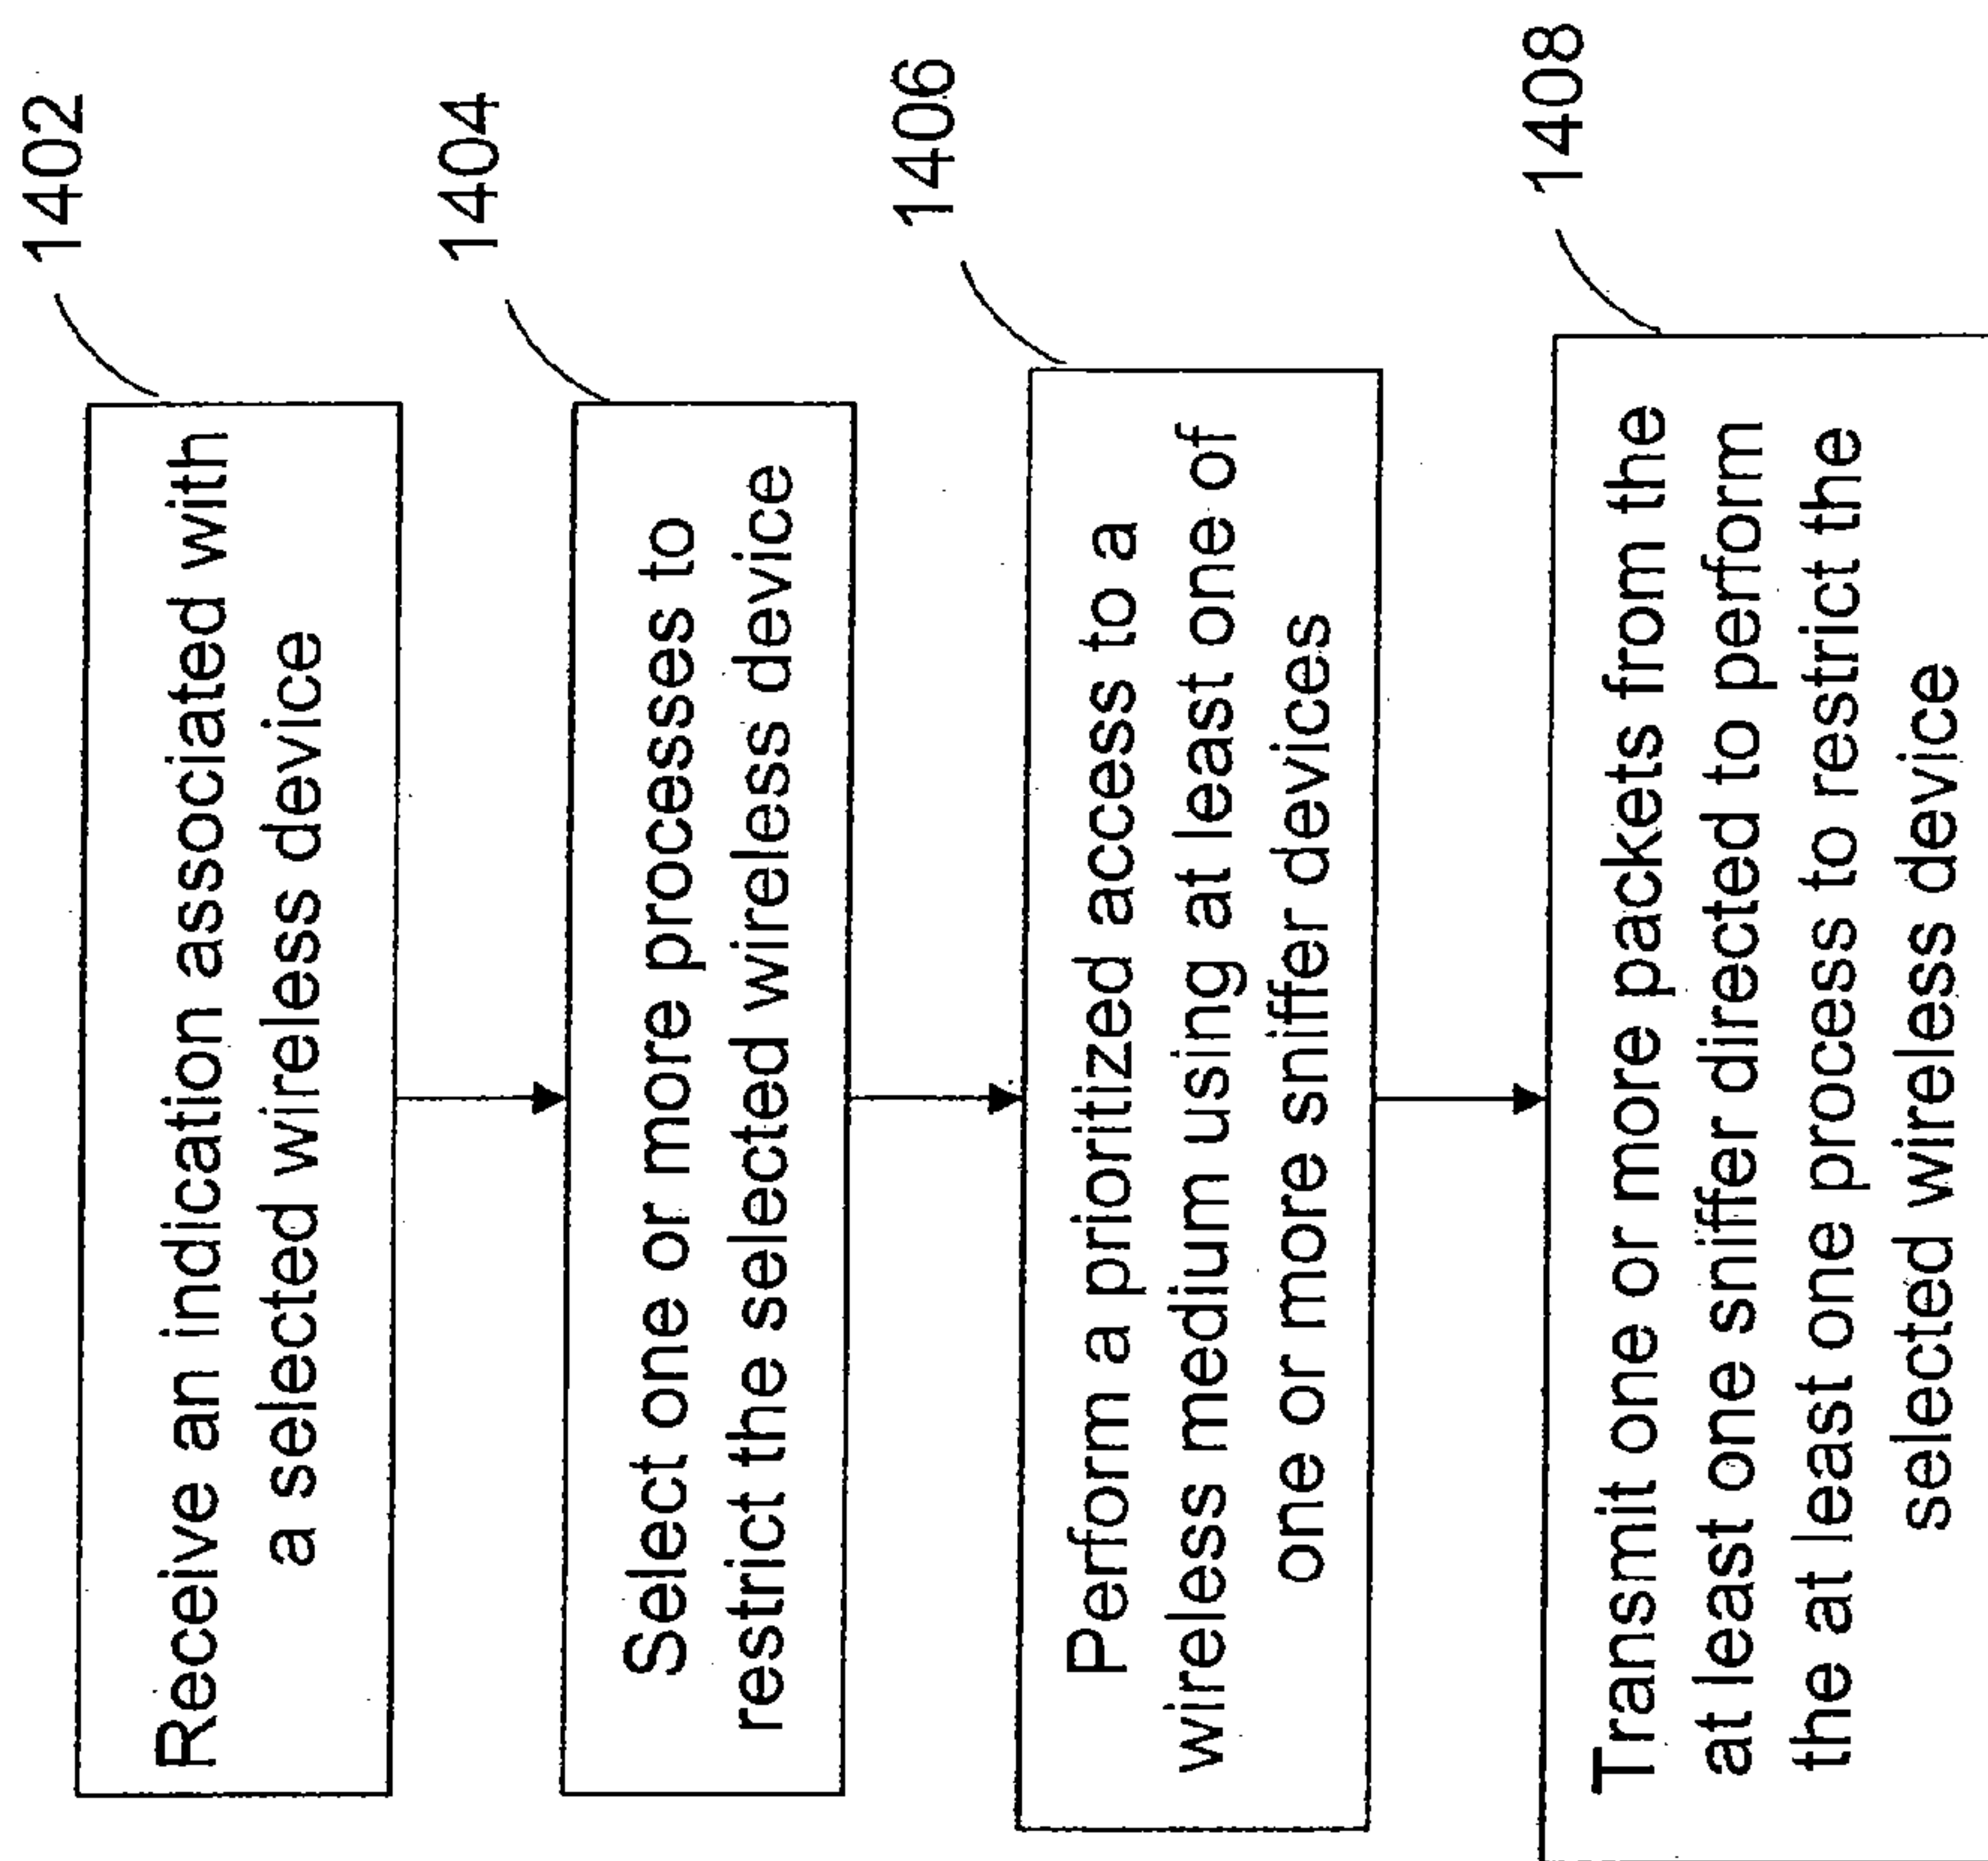 1402
Receive an indication associated with
a selected wireless device
1404
Select one or more processes to
restrict the selected wireless device
1406
Perform a prioritized access to a
wireless medium using at least one of
one or more sniffer devices
1408
Transmit one or more packets from the
at least one sniffer directed to perform
the at least one process to restrict the
selected wireless device